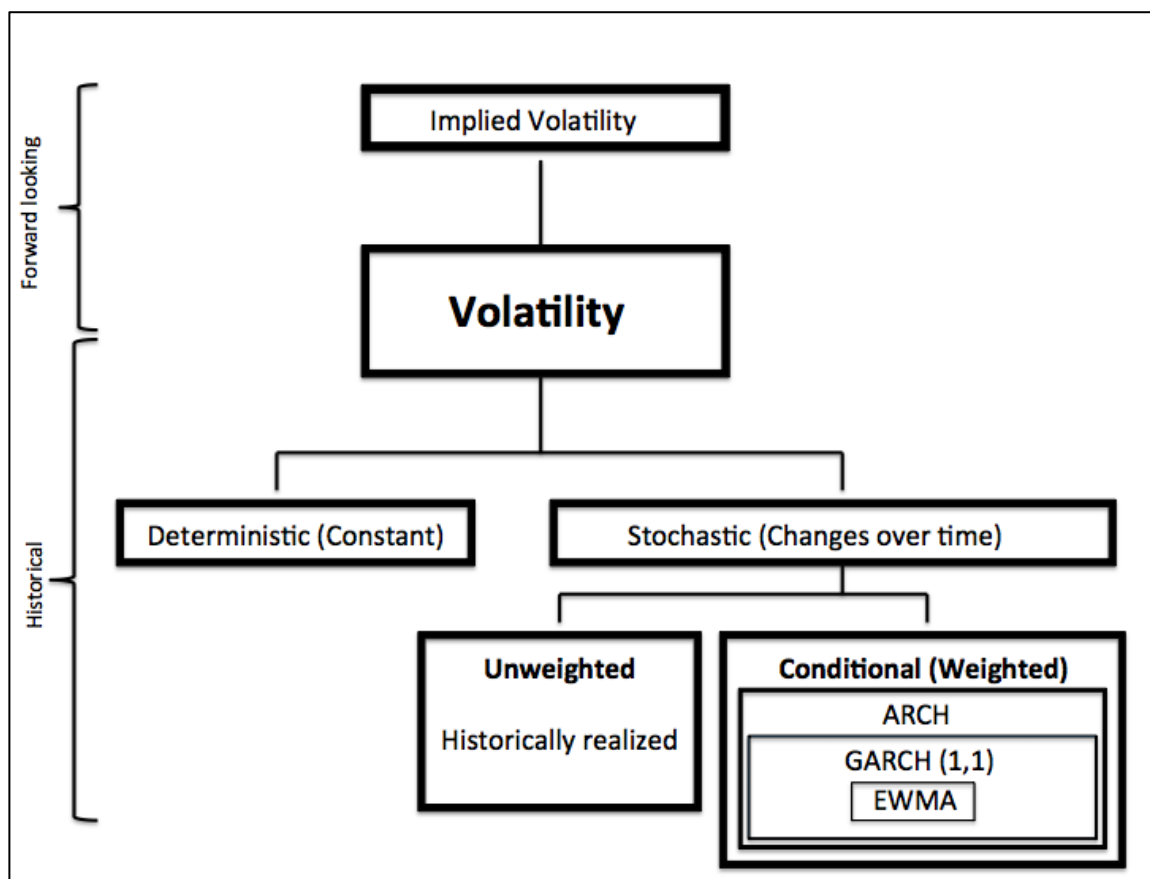 Forward looking
Implied Volatility
Volatility
Historical
Deterministic (Constant)
Stochastic (Changes over time)
Unweighted
Historically realized
Conditional (Weighted)
ARCH
GARCH (1,1)
EWMA